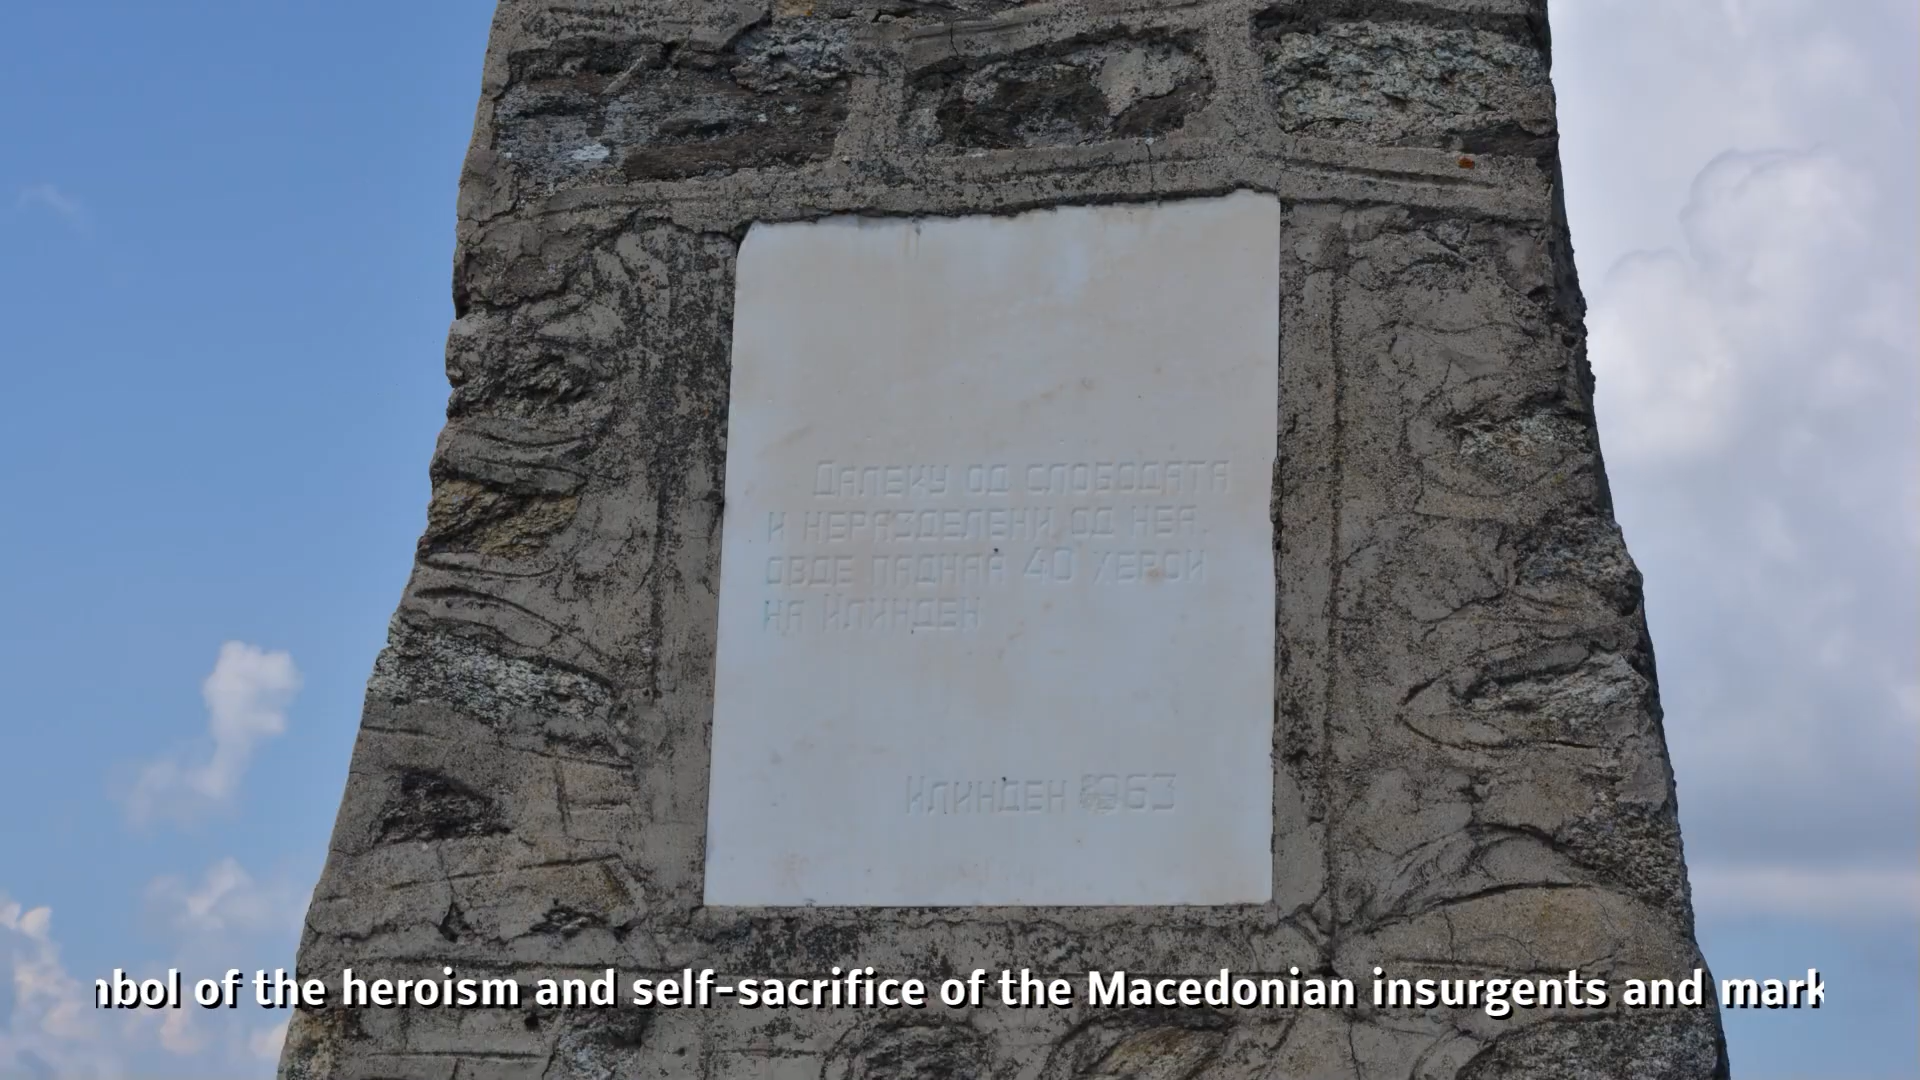 Далеку од слободата
и неразделени од неа,
овде паднаа 40 херои
на Илинден
Илинден 1963
nbol of the heroism and self-sacrifice of the Macedonian insurgents and mark